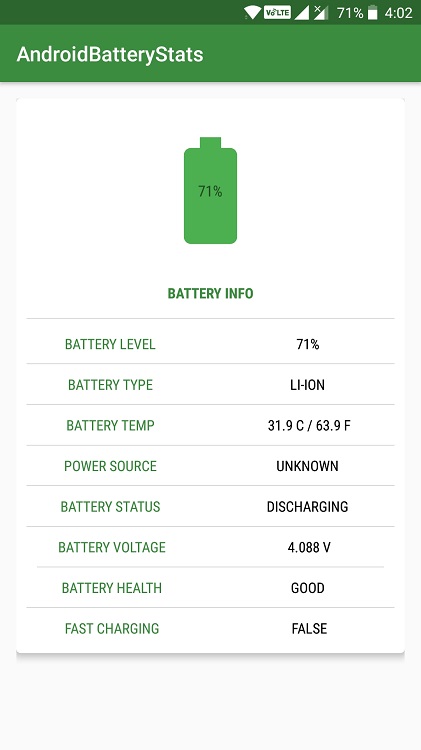 VoLTE 71% 4:02
AndroidBatteryStats
71%
BATTERY INFO
BATTERY LEVEL 71%
BATTERY TYPE LI-ION
BATTERY TEMP 31.9 C / 63.9 F
POWER SOURCE UNKNOWN
BATTERY STATUS DISCHARGING
BATTERY VOLTAGE 4.088 V
BATTERY HEALTH GOOD
FAST CHARGING FALSE